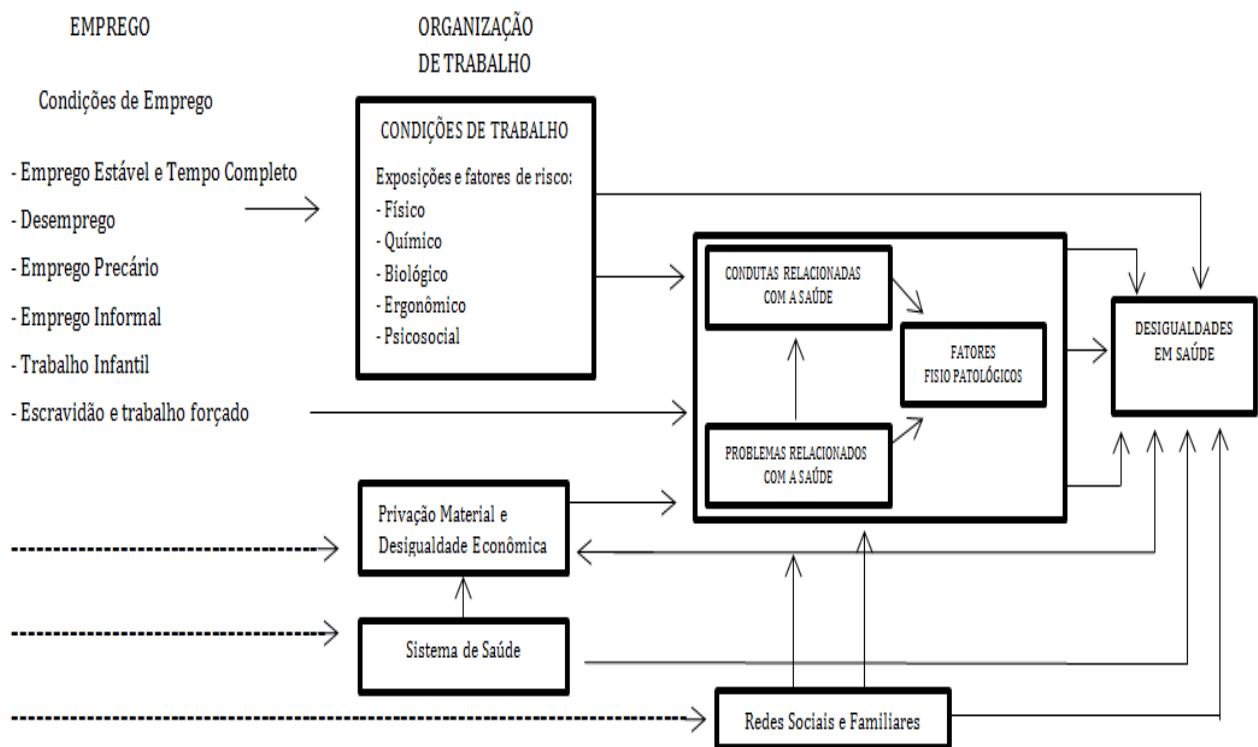 EMPREGO
Condições de Emprego
- Emprego Estável e Tempo Completo
- Desemprego
- Emprego Precário
- Emprego Informal
- Trabalho Infantil
- Escravidão e trabalho forçado
ORGANIZAÇÃO
DE TRABALHO
CONDIÇÕES DE TRABALHO
Exposições e fatores de risco:
- Físico
- Químico
- Biológico
- Ergonômico
- Psicosocial
Privação Material e
Desigualdade Econômica
Sistema de Saúde
CONDUTAS RELACIONADAS
COM A SAÚDE
FATORES
FISIO PATOLÓGICOS
PROBLEMAS RELACIONADOS
COM A SAÚDE
Redes Sociais e Familiares
DESIGUALDADES
EM SAÚDE